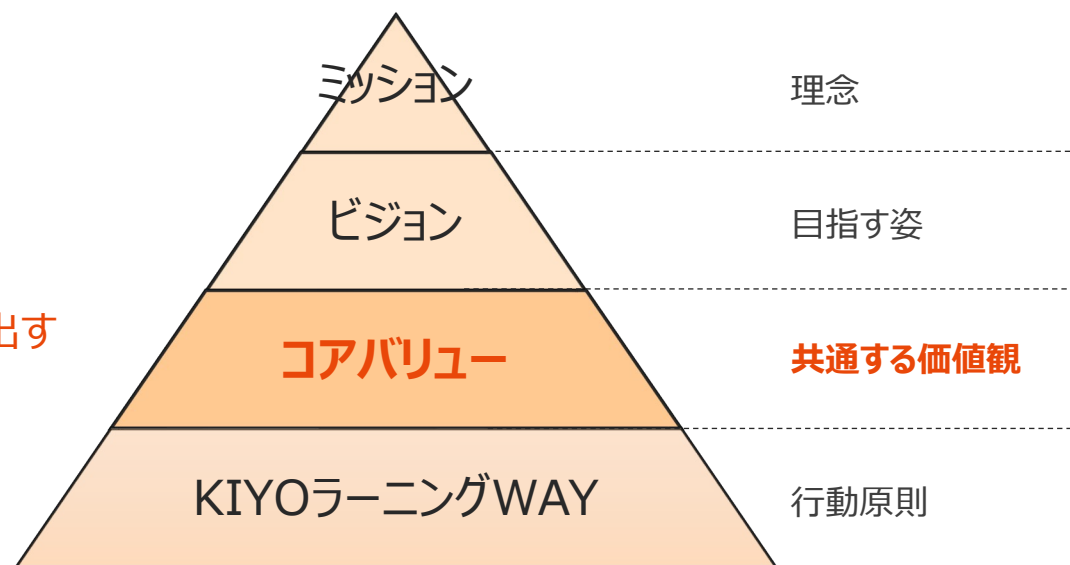 ミッション
理念
ビジョン
目指す姿
出す
コアバリュー
共通する価値観
KIYOラーニングWAY
行動原則